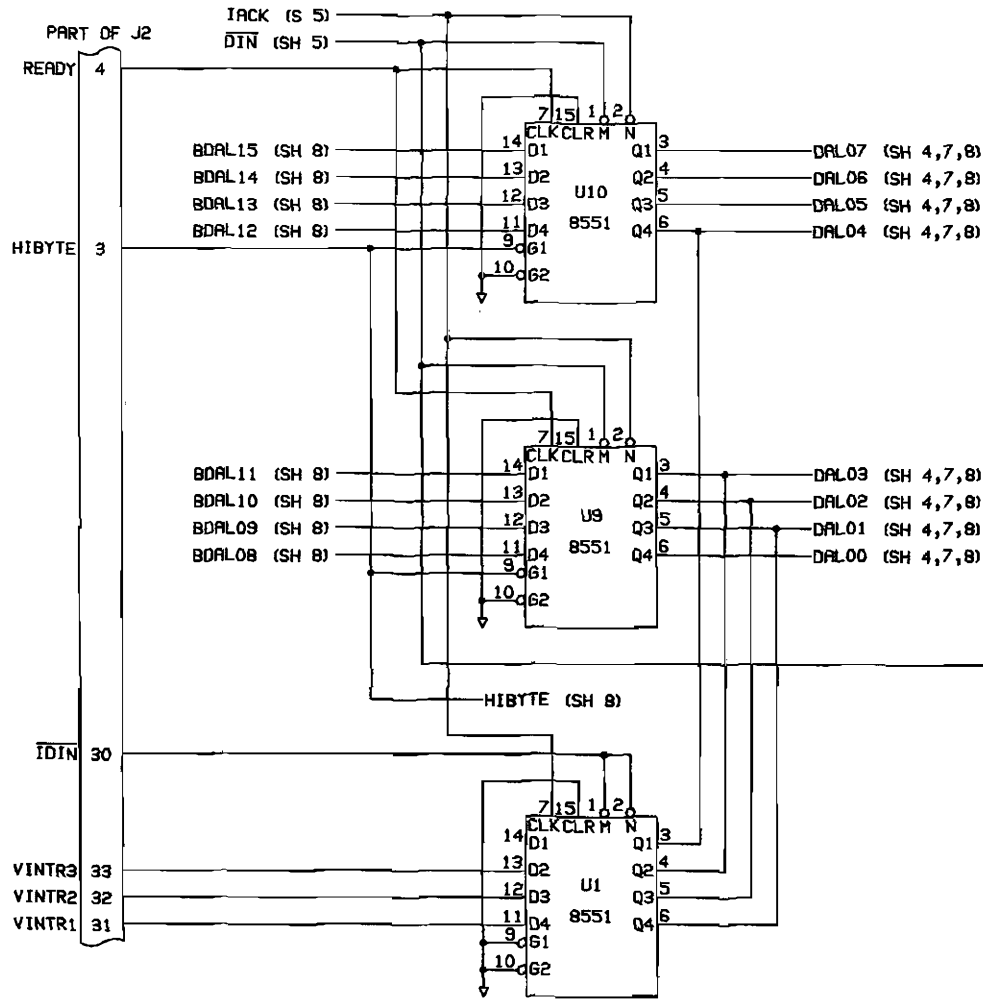 IACK (S 5)
PART OF J2
DIN (SH 5)
READY 4
7 15 1 2
CLK CLR M N
BDAL15 (SH 8) 14 D1 Q1 3 DAL07 (SH 4,7,8)
BDAL14 (SH 8) 13 D2 Q2 4 DAL06 (SH 4,7,8)
U10
BDAL13 (SH 8) 12 D3 Q3 5 DAL05 (SH 4,7,8)
8551
BDAL12 (SH 8) 11 D4 Q4 6 DAL04 (SH 4,7,8)
HIBYTE 3 9 G1
10 G2
7 15 1 2
CLK CLR M N
BDAL11 (SH 8) 14 D1 Q1 3 DAL03 (SH 4,7,8)
BDAL10 (SH 8) 13 D2 Q2 4 DAL02 (SH 4,7,8)
U9
BDAL09 (SH 8) 12 D3 Q3 5 DAL01 (SH 4,7,8)
8551
BDAL08 (SH 8) 11 D4 Q4 6 DAL00 (SH 4,7,8)
9 G1
10 G2
HIBYTE (SH 8)
IDIN 30
7 15 1 2
CLK CLR M N
14 D1 Q1 3
VINTR3 33 13 D2 Q2 4
U1
VINTR2 32 12 D3 Q3 5
8551
VINTR1 31 11 D4 Q4 6
9 G1
10 G2